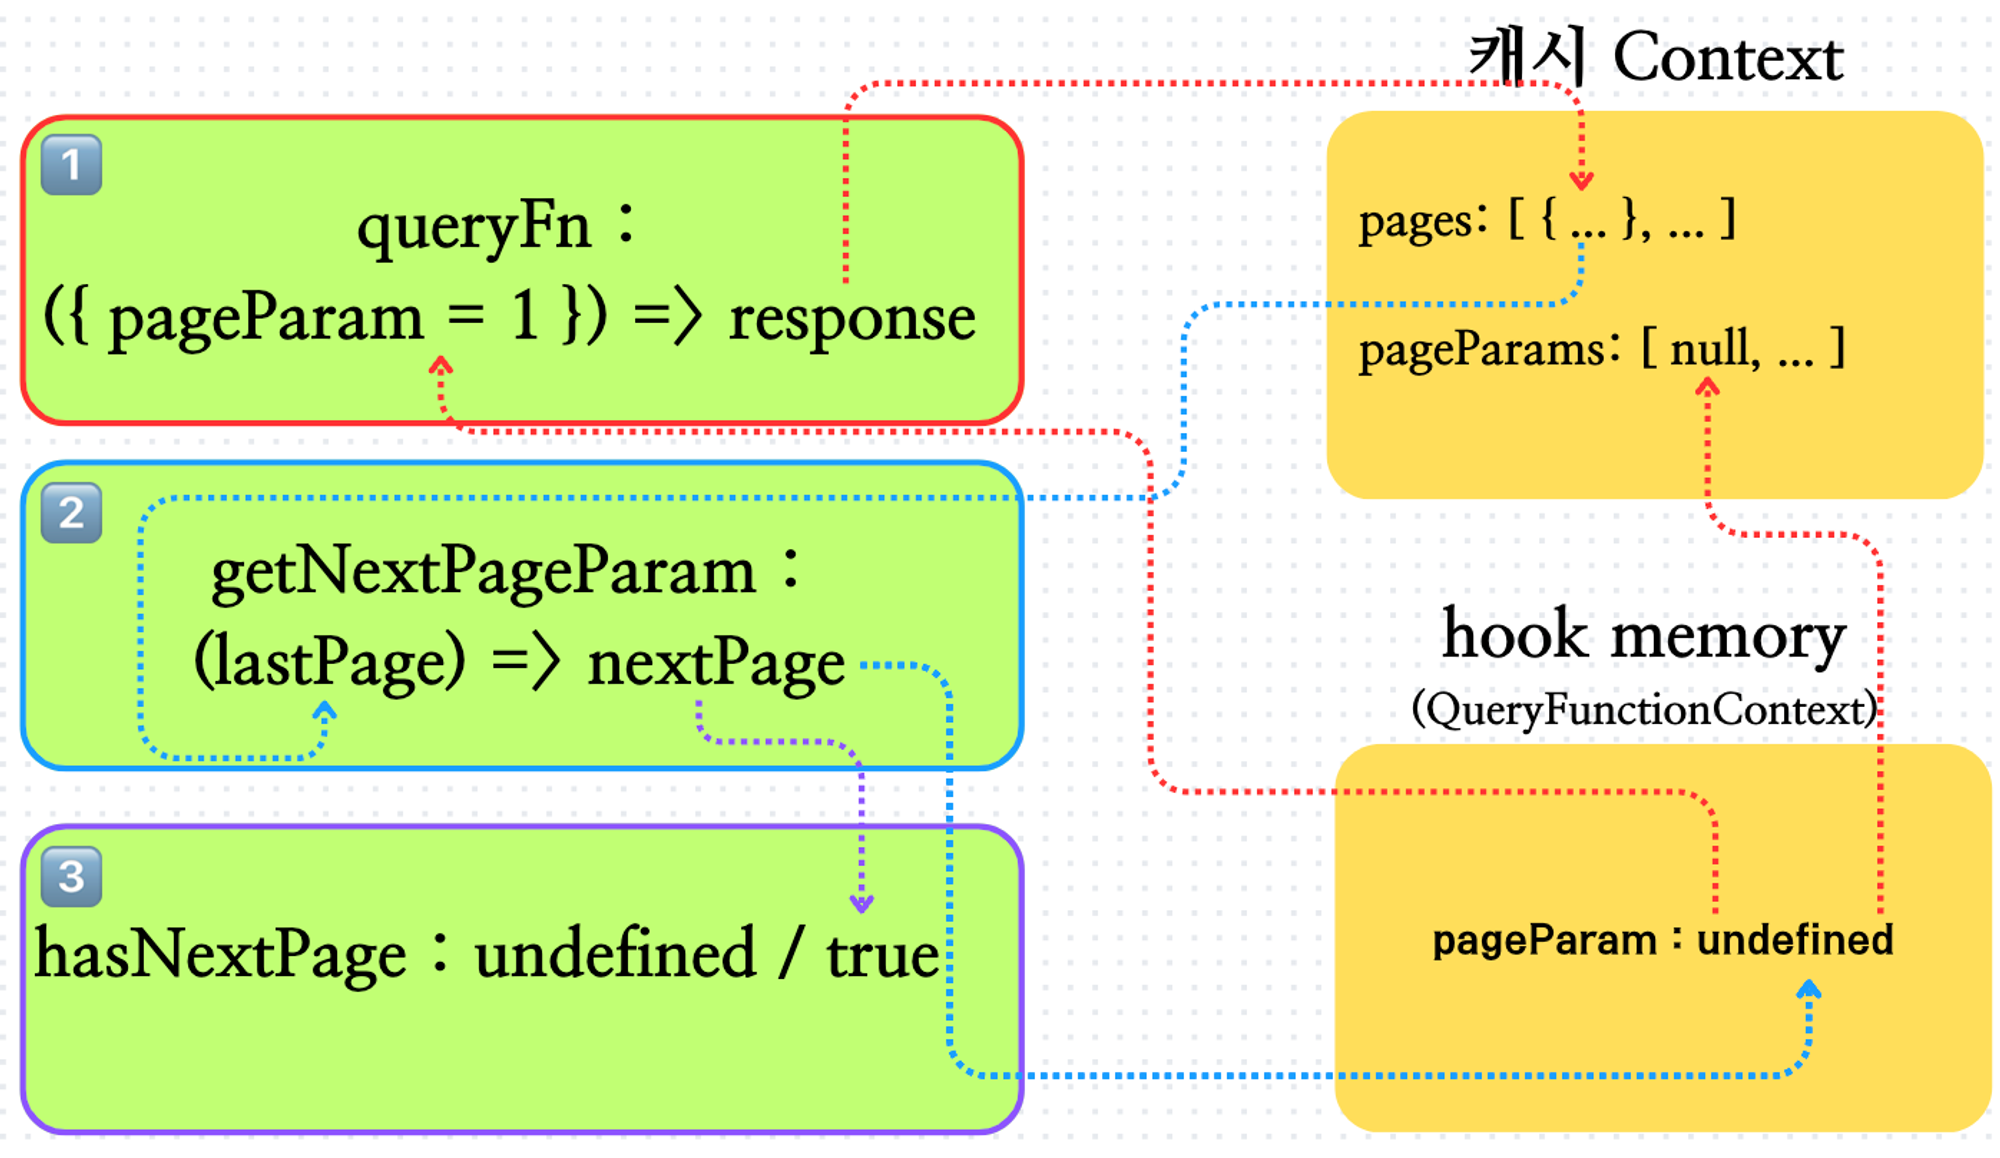 캐시 Context
1
queryFn :
({ pageParam = 1 }) => response
pages: [ { ... }, ... ]
pageParams: [ null, ... ]
2
getNextPageParam :
(lastPage) => nextPage
hook memory
(QueryFunctionContext)
3
hasNextPage : undefined / true
pageParam : undefined